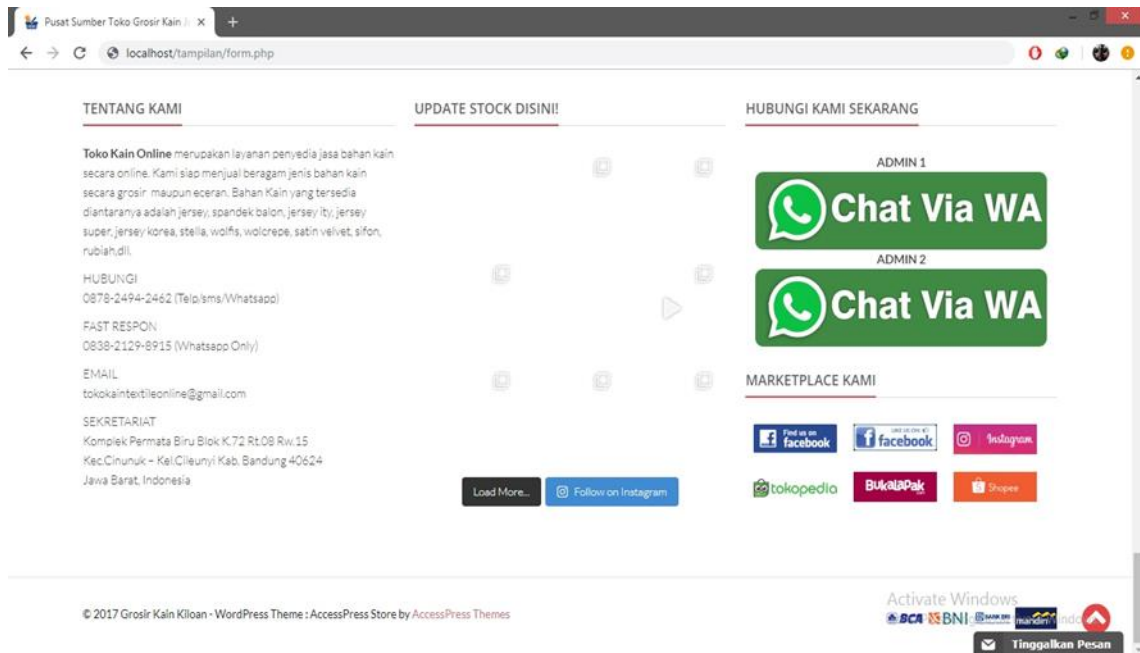 Pusat Sumber Toko Grosir Kain
localhost/tampilan/form.php
TENTANG KAMI
Toko Kain Online merupakan layanan penyedia jasa bahan kain
secara online. Kami siap menjual beragam jenis bahan kain
secara grosir maupun eceran. Bahan Kain yang tersedia
diantaranya adalah jersey, spandek balon, jersey ity, jersey
super, jersey korea, stella, wolfis, wolcrepe, satin velvet, sifon,
rubiah,dll.
HUBUNGI
0878-2494-2462 (Telp/sms/Whatsapp)
FAST RESPON
0838-2129-8915 (Whatsapp Only)
EMAIL
tokokaintextileonline@gmail.com
SEKRETARIAT
Komplek Permata Biru Blok K.72 Rt.08 Rw.15
Kec.Cinunuk – Kel.Cileunyi Kab. Bandung 40624
Jawa Barat, Indonesia
UPDATE STOCK DISINI!
Load More...
Follow on Instagram
HUBUNGI KAMI SEKARANG
ADMIN 1
Chat Via WA
ADMIN 2
Chat Via WA
MARKETPLACE KAMI
Find us on
facebook
LIKE US ON
facebook
Instagram
tokopedia
BukaLapak
Shopee
© 2017 Grosir Kain Kiloan - WordPress Theme : AccessPress Store by AccessPress Themes
Activate Windows
BCA BNI mandiri
Tinggalkan Pesan